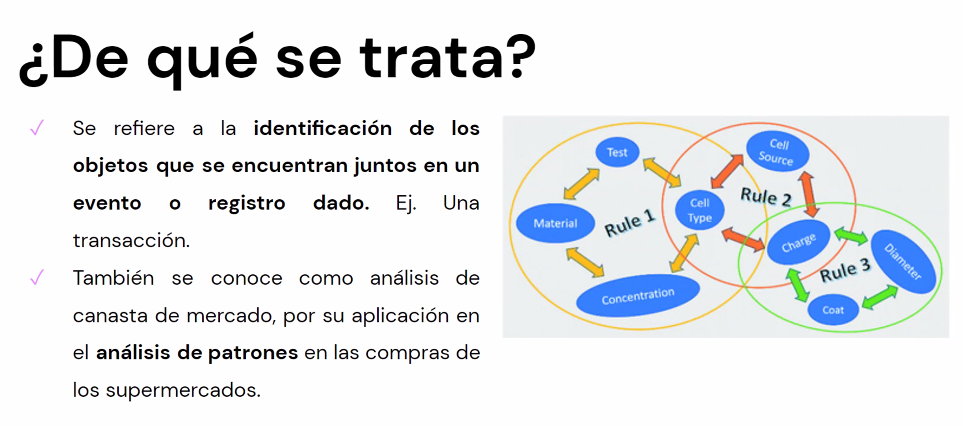 ¿De qué se trata?
✓ Se refiere a la identificación de los
objetos que se encuentran juntos en un
evento o registro dado. Ej. Una
transacción.
✓ También se conoce como análisis de
canasta de mercado, por su aplicación en
el análisis de patrones en las compras de
los supermercados.
Test
Cell
Source
Material
Rule 1
Cell
Type
Rule 2
Concentration
Charge
Rule 3
Diameter
Coat